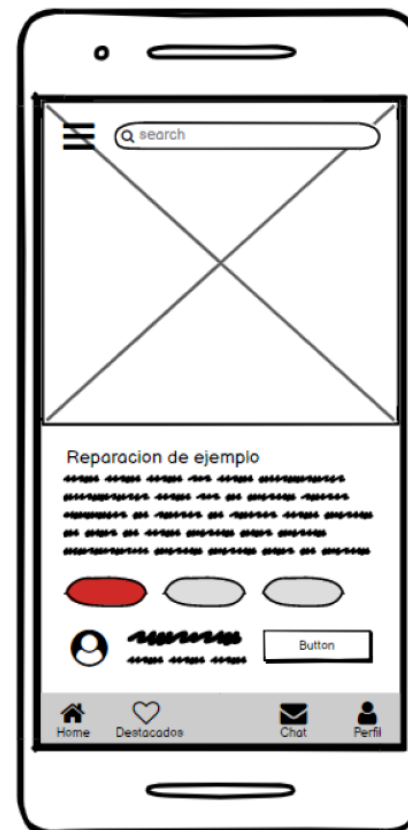 search
Reparacion de ejemplo
Button
Home Destacados Chat Perfil